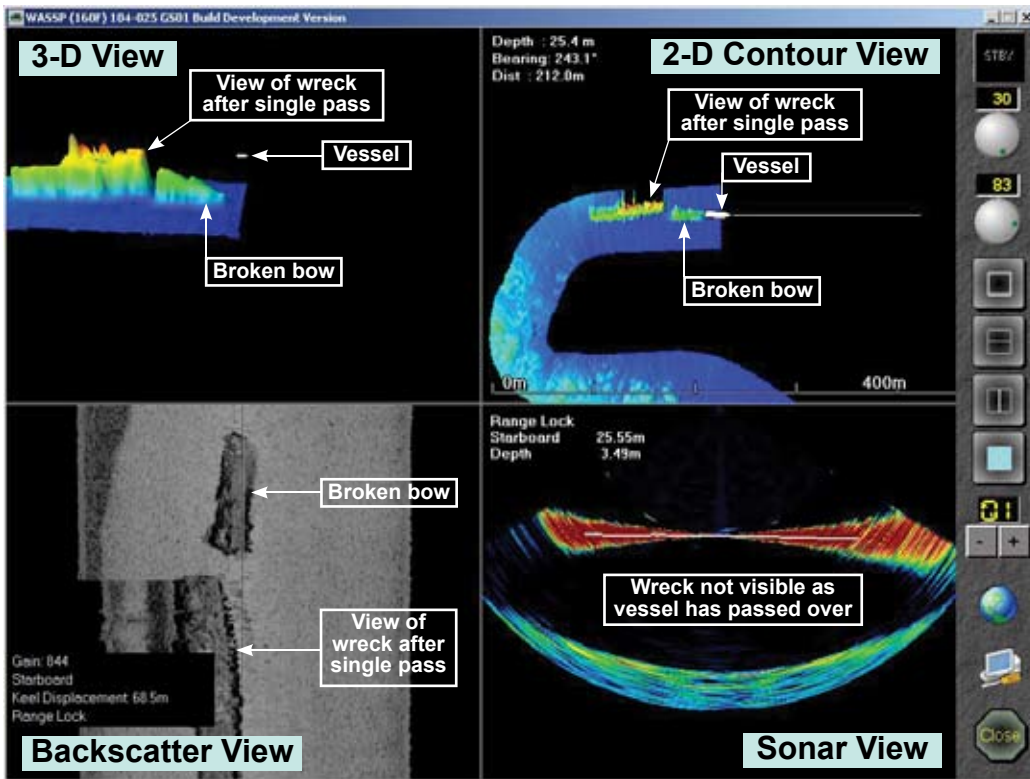 WASSP (160F) 104-025 GS01 Build Development Version
3-D View
View of wreck
after single pass
Vessel
Broken bow
Depth : 25.4 m
Bearing: 243.1°
Dist : 212.0m
2-D Contour View
View of wreck
after single pass
Vessel
Broken bow
0m
400m
STBY
30
83
01
- +
Close
Broken bow
View of
wreck after
single pass
Gain: 844
Starboard
Keel Displacement: 68.5m
Range Lock
Backscatter View
Range Lock
Starboard 25.55m
Depth 3.49m
Wreck not visible as
vessel has passed over
Sonar View